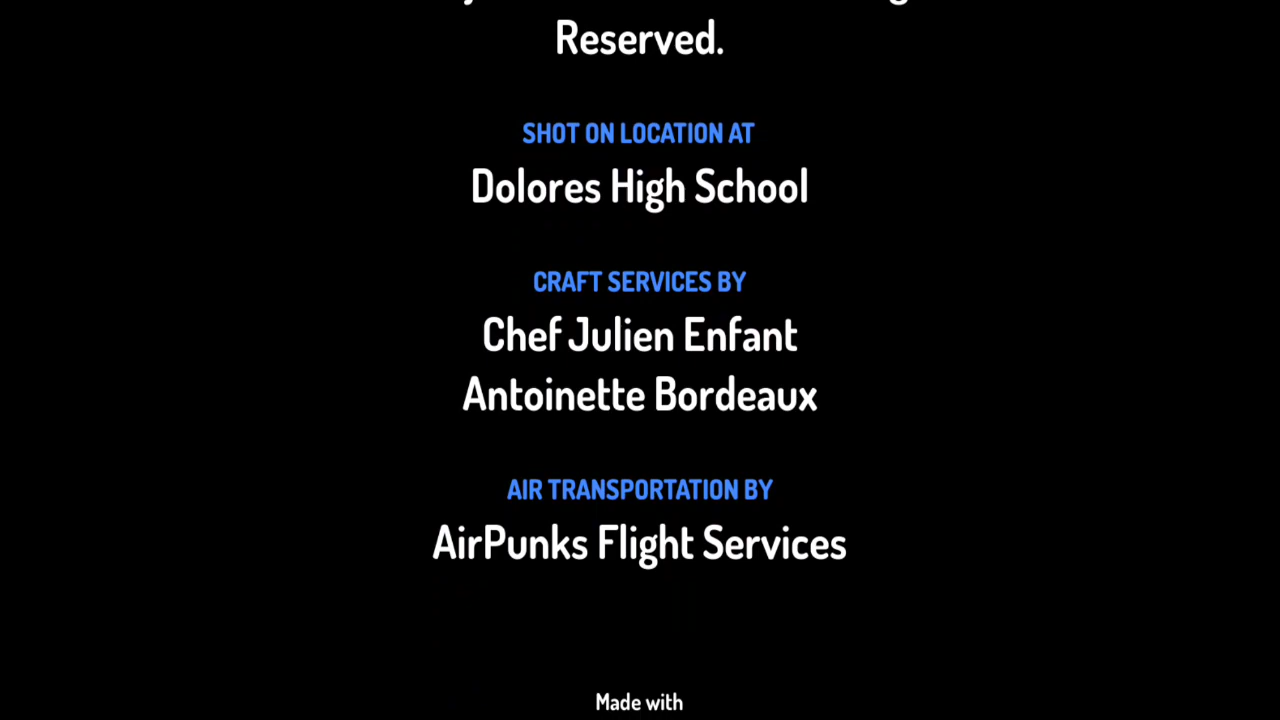 Reserved.
SHOT ON LOCATION AT
Dolores High School
CRAFT SERVICES BY
Chef Julien Enfant
Antoinette Bordeaux
AIR TRANSPORTATION BY
AirPunks Flight Services
Made with